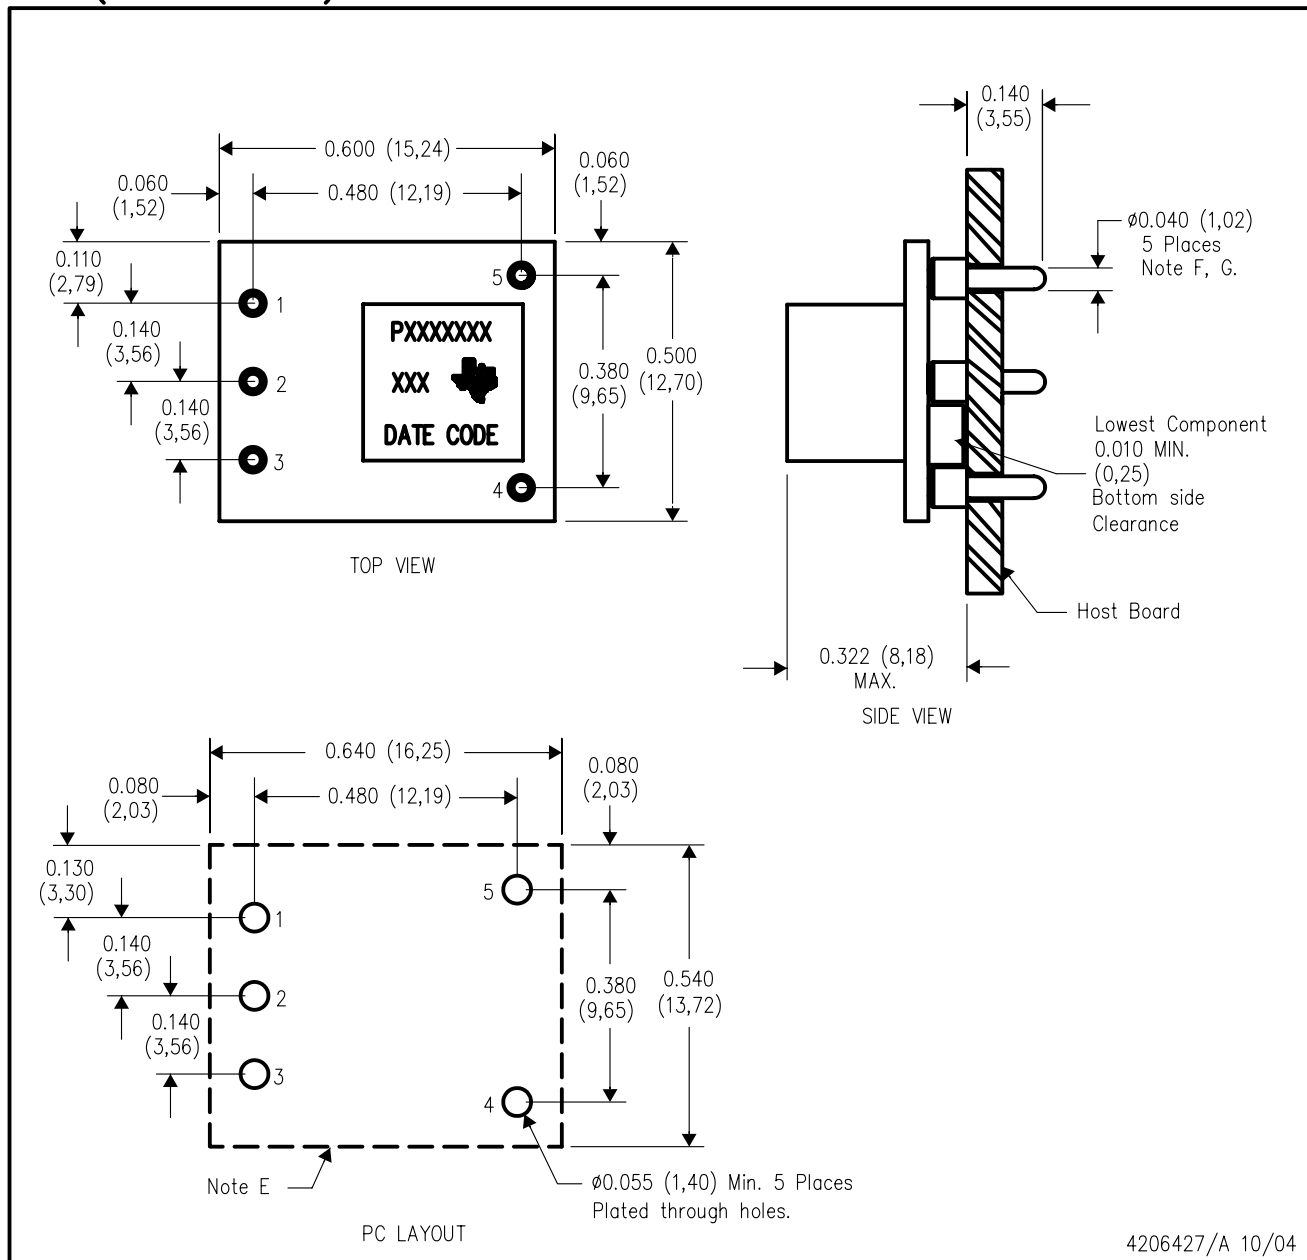 0.600 (15,24)
0.480 (12,19)
0.060
(1,52)
0.060
(1,52)
0.110
(2,79)
0.140
(3,56)
0.140
(3,56)
1
2
3
5
4
PXXXXXXX
XXX
DATE CODE
0.380
(9,65)
0.500
(12,70)
TOP VIEW
0.140
(3,55)
ø0.040 (1,02)
5 Places
Note F, G.
Lowest Component
0.010 MIN.
(0,25)
Bottom side
Clearance
Host Board
0.322 (8,18)
MAX.
SIDE VIEW
0.640 (16,25)
0.480 (12,19)
0.080
(2,03)
0.080
(2,03)
0.130
(3,30)
0.140
(3,56)
0.140
(3,56)
1
2
3
5
4
0.380
(9,65)
0.540
(13,72)
Note E
ø0.055 (1,40) Min. 5 Places
Plated through holes.
PC LAYOUT
4206427/A 10/04